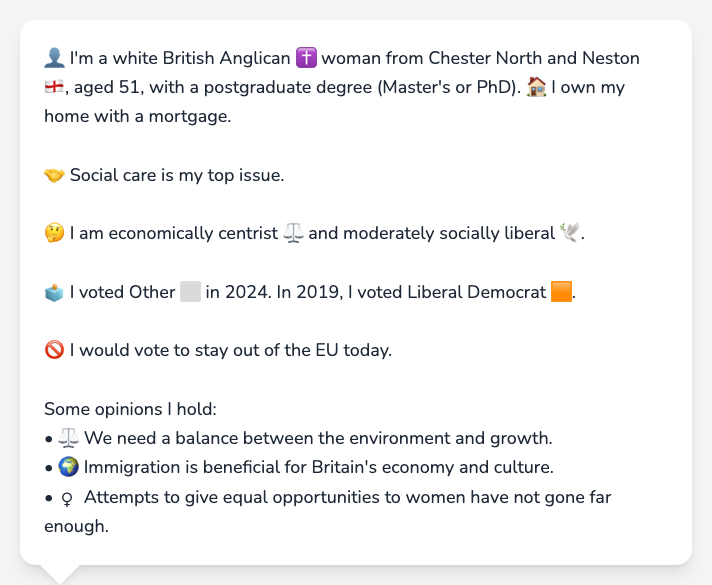 👤 I'm a white British Anglican ✝️ woman from Chester North and Neston
🏴󠁧󠁢󠁥󠁮󠁧󠁿, aged 51, with a postgraduate degree (Master's or PhD). 🏠 I own my
home with a mortgage.
🤝 Social care is my top issue.
🤔 I am economically centrist ⚖️ and moderately socially liberal 🕊️.
🗳️ I voted Other ⬜ in 2024. In 2019, I voted Liberal Democrat 🟧.
🚫 I would vote to stay out of the EU today.
Some opinions I hold:
• ⚖️ We need a balance between the environment and growth.
• 🌍 Immigration is beneficial for Britain's economy and culture.
• ♀ Attempts to give equal opportunities to women have not gone far
enough.